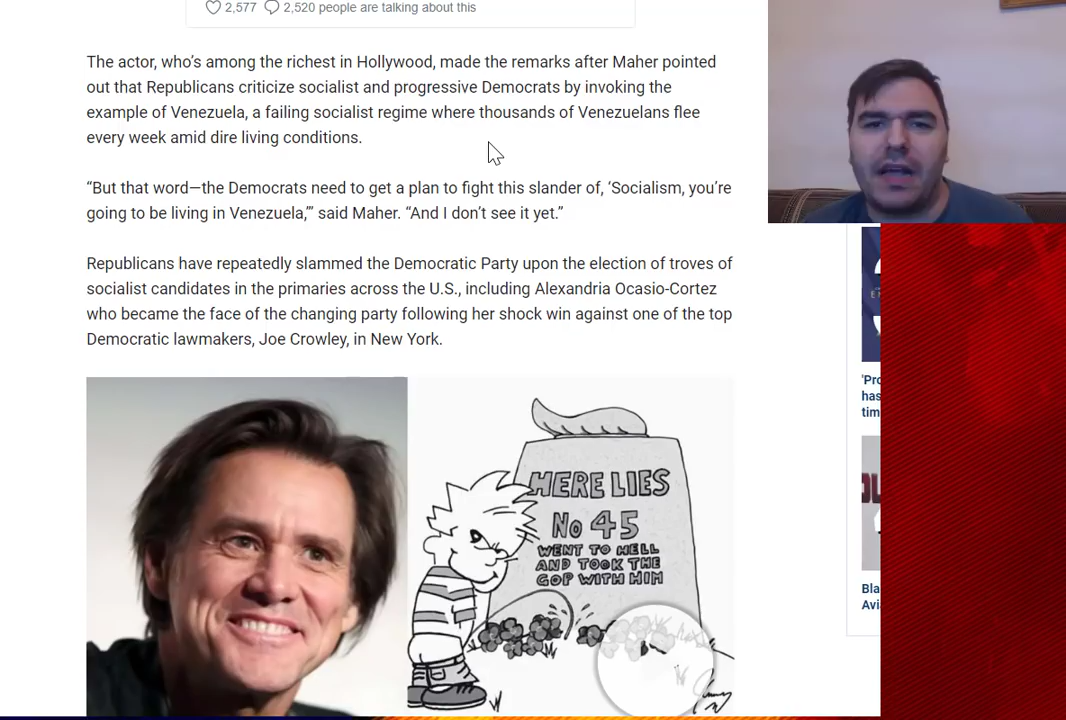 2,577 2,520 people are talking about this
The actor, who's among the richest in Hollywood, made the remarks after Maher pointed
out that Republicans criticize socialist and progressive Democrats by invoking the
example of Venezuela, a failing socialist regime where thousands of Venezuelans flee
every week amid dire living conditions.
“But that word—the Democrats need to get a plan to fight this slander of, ‘Socialism, you're
going to be living in Venezuela,’” said Maher. “And I don't see it yet.”
Republicans have repeatedly slammed the Democratic Party upon the election of troves of
socialist candidates in the primaries across the U.S., including Alexandria Ocasio-Cortez
who became the face of the changing party following her shock win against one of the top
Democratic lawmakers, Joe Crowley, in New York.
HERE LIES
No 45
WENT TO HELL
AND TOOK THE
GOP WITH HIM
'Pro
has
tim
Bla
Avi